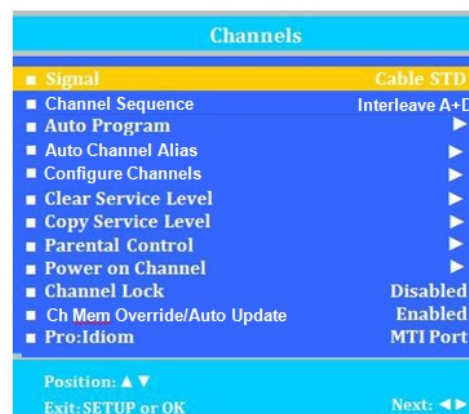 Channels
Signal Cable STD
Channel Sequence Interleave A+D
Auto Program
Auto Channel Alias
Configure Channels
Clear Service Level
Copy Service Level
Parental Control
Power on Channel
Channel Lock Disabled
Ch Mem Override/Auto Update Enabled
Pro:Idiom MTI Port
Position: ▲ ▼
Exit: SETUP or OK Next: ◀ ▶